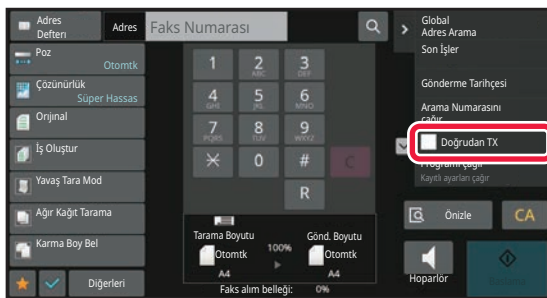 Adres
Defteri
Adres
Faks Numarası
Global
Adres Arama
Poz
Otomtk
Çözünürlük
Süper Hassas
Orıjınal
İş Oluştur
Yavaş Tara Mod
Ağır Kağıt Tarama
Karma Boy Bel
Diğerleri
1
2
ABC
3
DEF
4
GHI
5
JKL
6
MNO
7
PQRS
8
TUV
9
WXYZ
0
#
C
R
Tarama Boyutu
100%
Gönd. Boyutu
Otomtk
Otomtk
A4
A4
Faks alım belleği: 0%
Son İşler
Gönderme Tarihçesi
Arama Numarasını
çağır
Doğrudan TX
Programı çağır
Kayıtlı ayarları çağır
Önizle
CA
Hoparlör